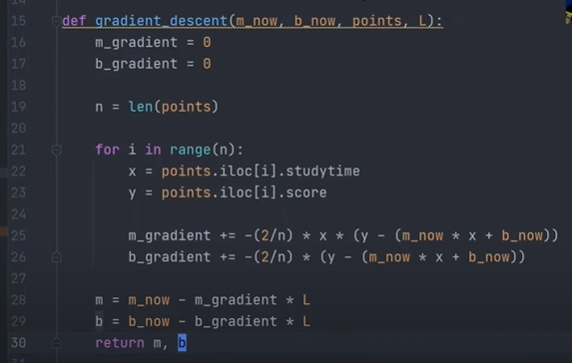 15 def gradient_descent(m_now, b_now, points, L):
16     m_gradient = 0
17     b_gradient = 0
18
19     n = len(points)
20
21     for i in range(n):
22         x = points.iloc[i].studytime
23         y = points.iloc[i].score
24
25         m_gradient += -(2/n) * x * (y - (m_now * x + b_now))
26         b_gradient += -(2/n) * (y - (m_now * x + b_now))
27
28     m = m_now - m_gradient * L
29     b = b_now - b_gradient * L
30     return m, b